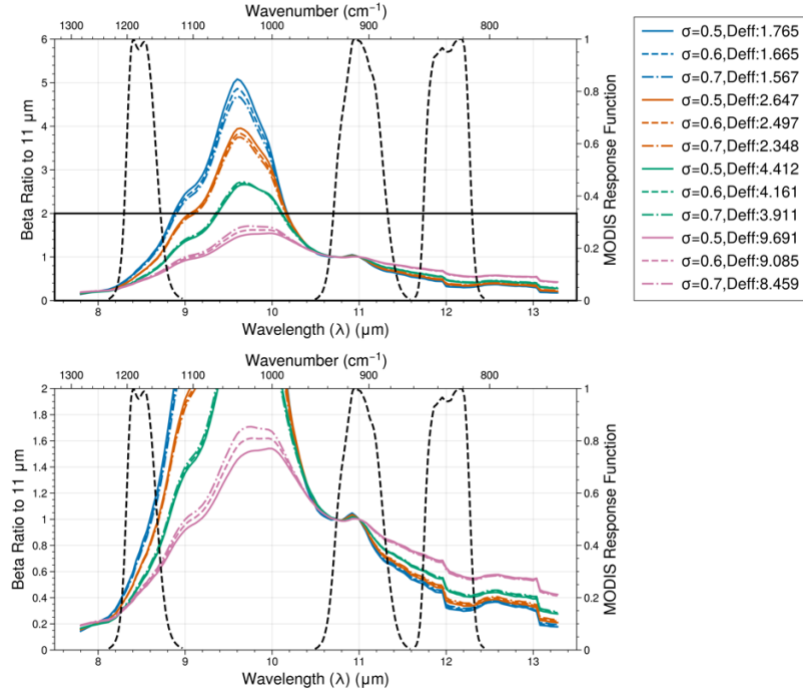 Wavenumber (cm⁻¹)
1300 1200 1100 1000 900 800
6 5 4 3 2 1 0
Beta Ratio to 11 μm
1 0.8 0.6 0.4 0.2 0
MODIS Response Function
8 9 10 11 12 13
Wavelength (λ) (μm)
σ=0.5,Deff:1.765
σ=0.6,Deff:1.665
σ=0.7,Deff:1.567
σ=0.5,Deff:2.647
σ=0.6,Deff:2.497
σ=0.7,Deff:2.348
σ=0.5,Deff:4.412
σ=0.6,Deff:4.161
σ=0.7,Deff:3.911
σ=0.5,Deff:9.691
σ=0.6,Deff:9.085
σ=0.7,Deff:8.459
Wavenumber (cm⁻¹)
1300 1200 1100 1000 900 800
2 1.8 1.6 1.4 1.2 1 0.8 0.6 0.4 0.2 0
Beta Ratio to 11 μm
1 0.8 0.6 0.4 0.2 0
MODIS Response Function
8 9 10 11 12 13
Wavelength (λ) (μm)